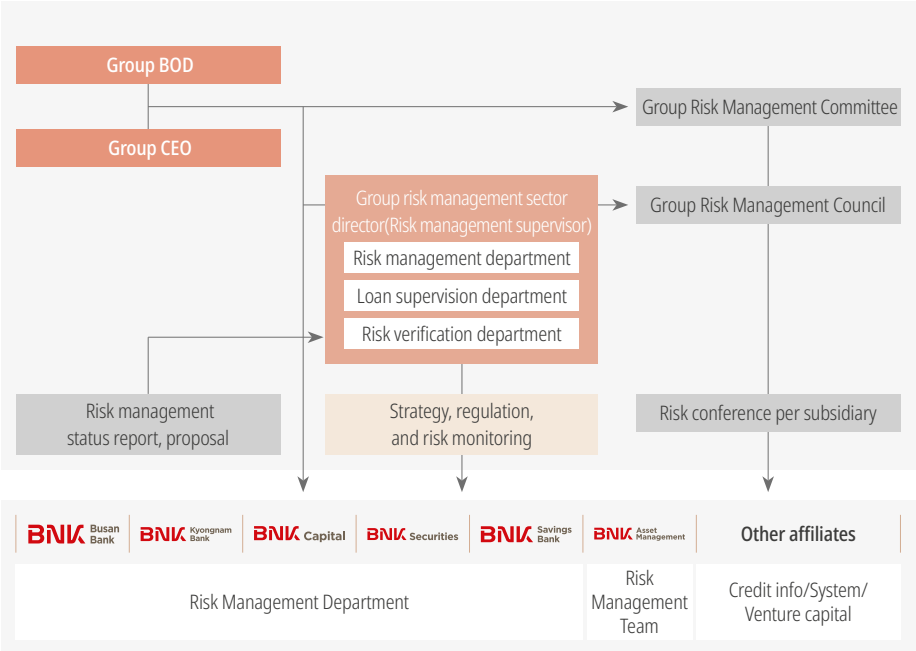 Group BOD
Group CEO
Group Risk Management Committee
Group risk management sector
director(Risk management supervisor)
Risk management department
Loan supervision department
Risk verification department
Group Risk Management Council
Risk management
status report, proposal
Strategy, regulation,
and risk monitoring
Risk conference per subsidiary
BNK Busan
Bank
BNK Kyongnam
Bank
BNK Capital
BNK Securities
BNK Savings
Bank
BNK Asset
Management
Other affiliates
Risk Management Department
Risk
Management
Team
Credit info/System/
Venture capital